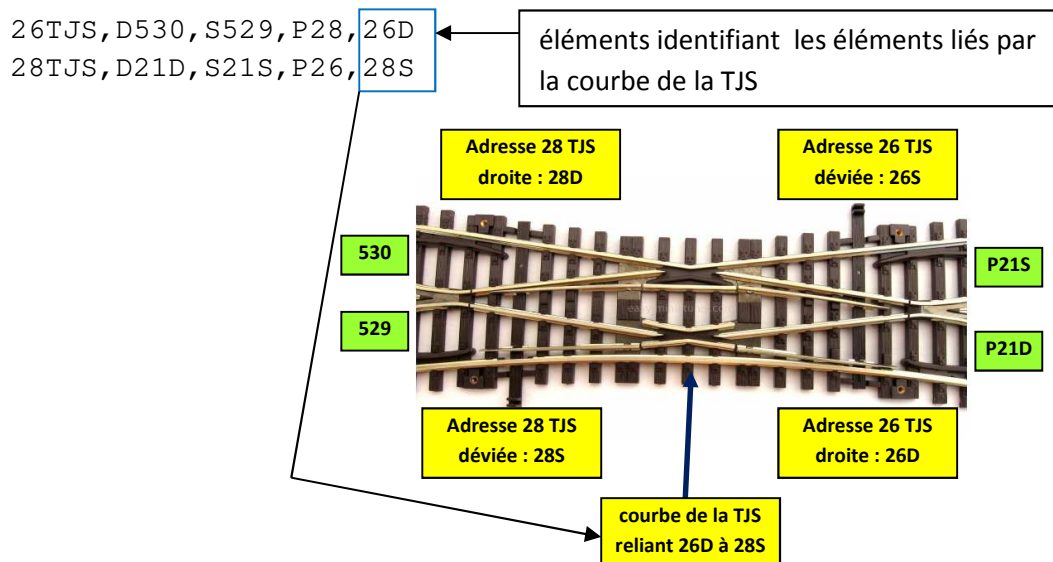 26TJS,D530,S529,P28,26D
28TJS,D21D,S21S,P26,28S
éléments identifiant les éléments liés par
la courbe de la TJS
Adresse 28 TJS
droite : 28D
Adresse 26 TJS
déviée : 26S
530
529
P21S
P21D
Adresse 28 TJS
déviée : 28S
Adresse 26 TJS
droite : 26D
courbe de la TJS
reliant 26D à 28S